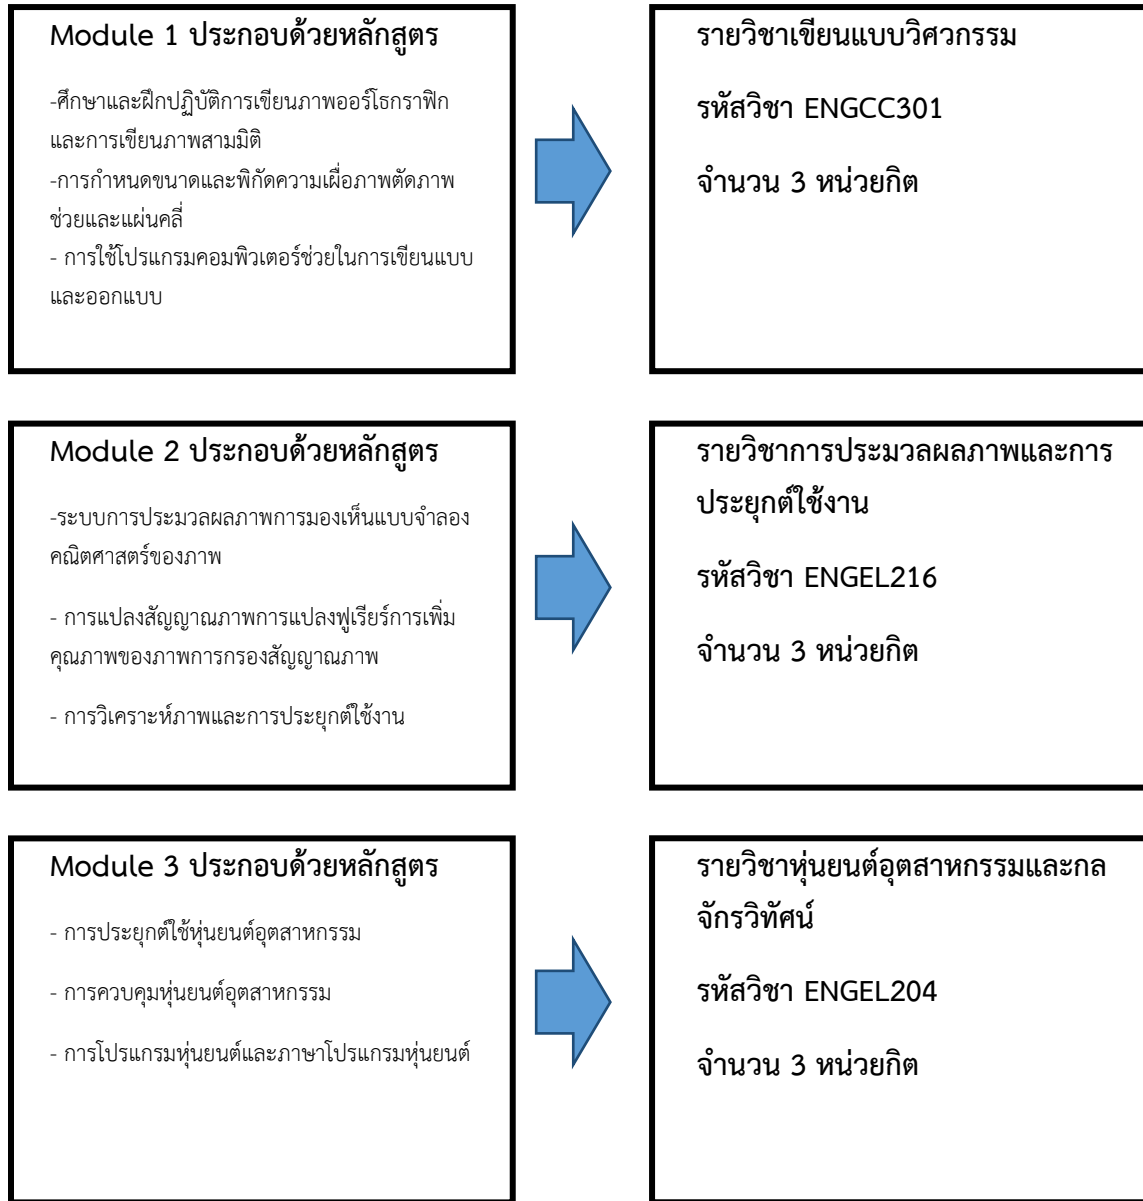 Module 1 ประกอบด้วยหลักสูตร
-ศึกษาและฝึกปฏิบัติการเขียนภาพออร์โธกราฟิก
และการเขียนภาพสามมิติ
-การกำหนดขนาดและพิกัดความเผื่อภาพตัดภาพ
ช่วยและแผ่นคลี่
- การใช้โปรแกรมคอมพิวเตอร์ช่วยในการเขียนแบบ
และออกแบบ
รายวิชาเขียนแบบวิศวกรรม
รหัสวิชา ENGCC301
จำนวน 3 หน่วยกิต
Module 2 ประกอบด้วยหลักสูตร
-ระบบการประมวลผลภาพการมองเห็นแบบจำลอง
คณิตศาสตร์ของภาพ
- การแปลงสัญญาณภาพการแปลงฟูเรียร์การเพิ่ม
คุณภาพของภาพการกรองสัญญาณภาพ
- การวิเคราะห์ภาพและการประยุกต์ใช้งาน
รายวิชาการประมวลผลภาพและการ
ประยุกต์ใช้งาน
รหัสวิชา ENGEL216
จำนวน 3 หน่วยกิต
Module 3 ประกอบด้วยหลักสูตร
- การประยุกต์ใช้หุ่นยนต์อุตสาหกรรม
- การควบคุมหุ่นยนต์อุตสาหกรรม
- การโปรแกรมหุ่นยนต์และภาษาโปรแกรมหุ่นยนต์
รายวิชาหุ่นยนต์อุตสาหกรรมและกล
จักรวิทัศน์
รหัสวิชา ENGEL204
จำนวน 3 หน่วยกิต